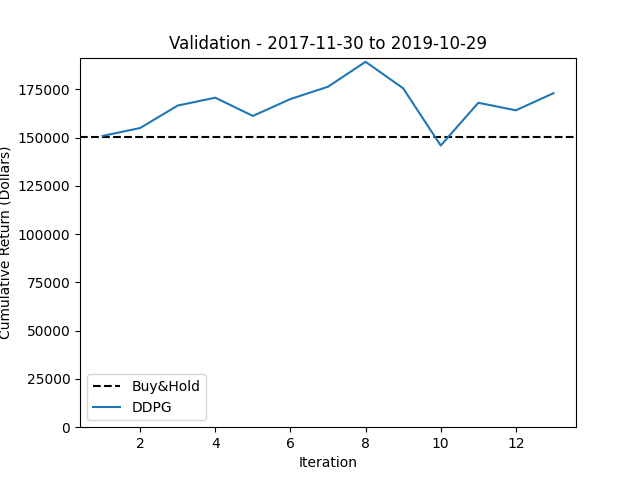 Validation - 2017-11-30 to 2019-10-29
Cumulative Return (Dollars)
175000
150000
125000
100000
75000
50000
25000
0
Buy&Hold
DDPG
2
4
6
8
10
12
Iteration